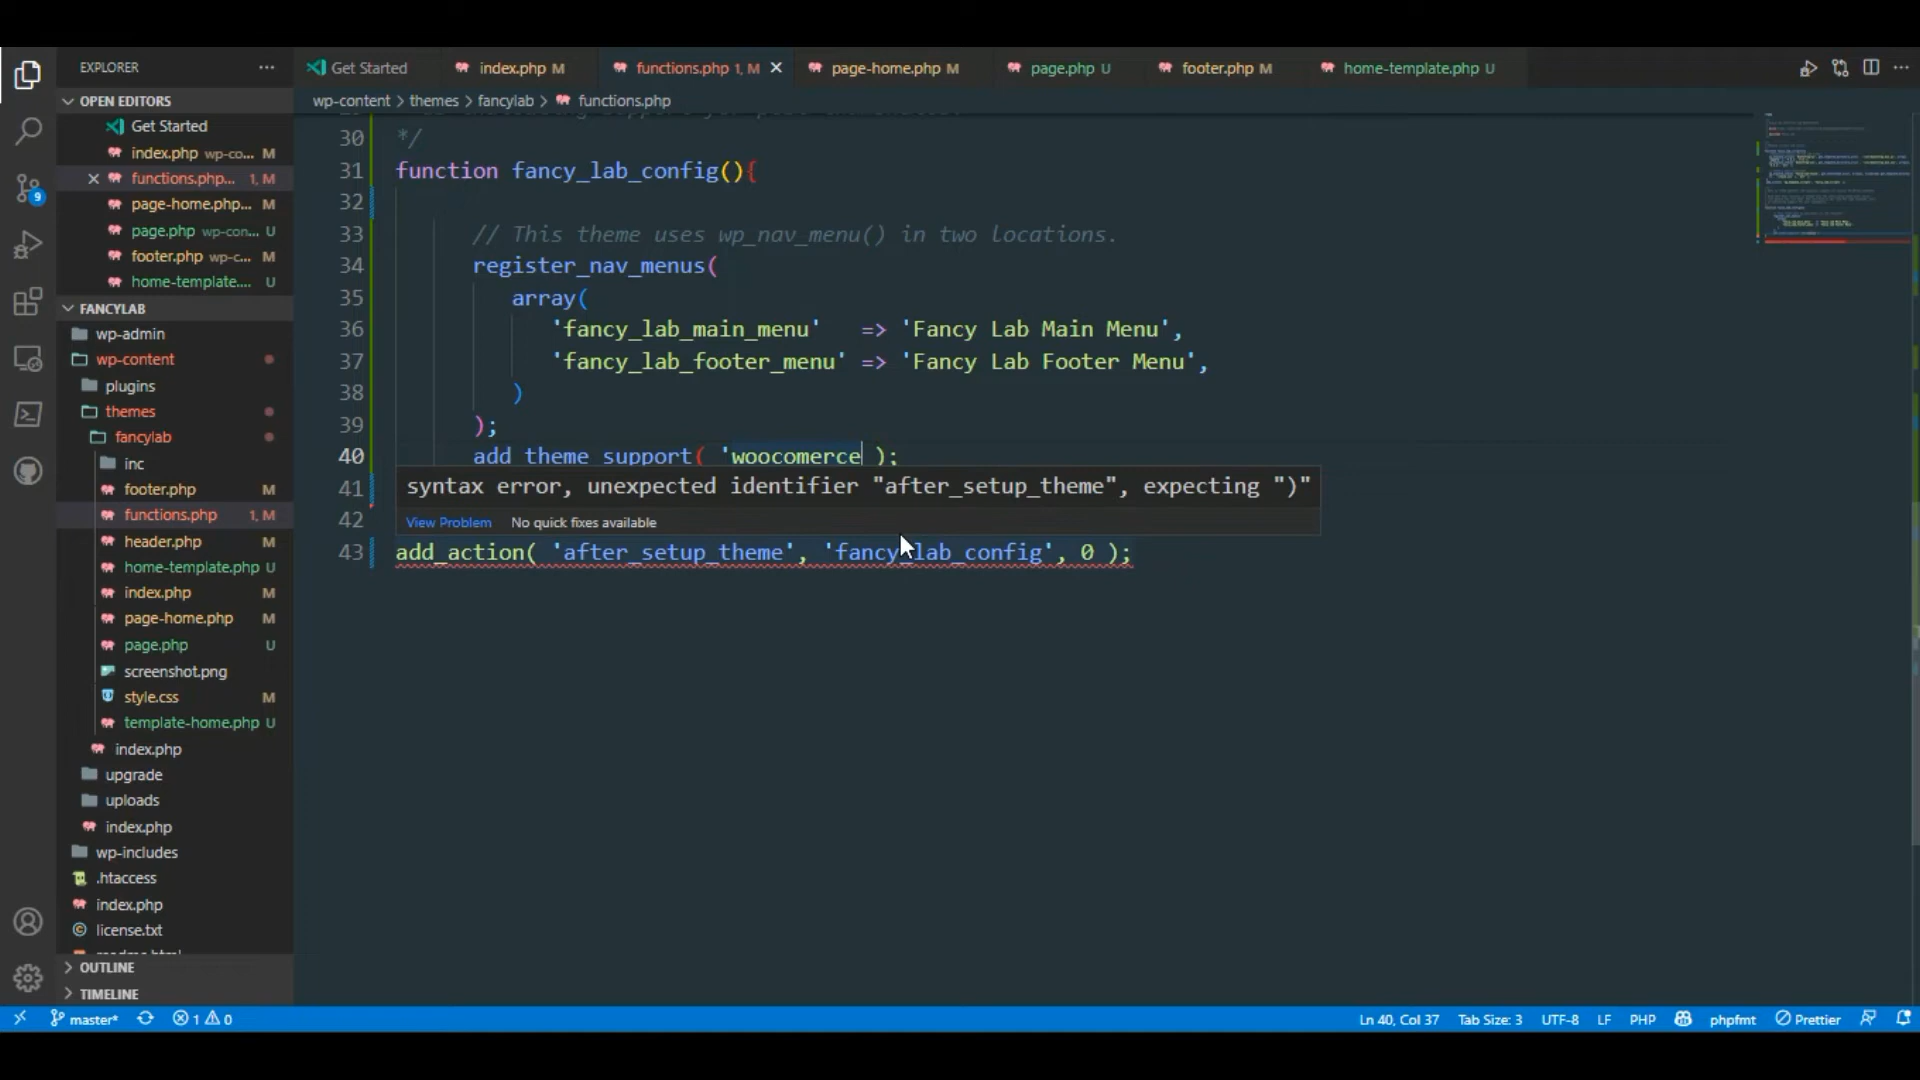 EXPLORER
OPEN EDITORS
Get Started
index.php wp-co... M
functions.php... 1, M
page-home.php... M
page.php wp-con... U
footer.php wp-c... M
home-template.... U
FANCYLAB
wp-admin
wp-content
plugins
themes
fancylab
inc
footer.php M
functions.php 1, M
header.php M
home-template.php U
index.php M
page-home.php M
page.php U
screenshot.png
style.css M
template-home.php U
index.php
upgrade
uploads
index.php
wp-includes
.htaccess
index.php
license.txt
OUTLINE
TIMELINE
Get Started index.php M functions.php 1, M page-home.php M page.php U footer.php M home-template.php U
wp-content > themes > fancylab > functions.php
30 */
31 function fancy_lab_config(){
32
33 // This theme uses wp_nav_menu() in two locations.
34 register_nav_menus(
35 array(
36 'fancy_lab_main_menu' => 'Fancy Lab Main Menu',
37 'fancy_lab_footer_menu' => 'Fancy Lab Footer Menu',
38 )
39 );
40 add_theme_support( 'woocomerce );
41
syntax error, unexpected identifier "after_setup_theme", expecting ")"
View Problem No quick fixes available
42
43 add_action( 'after_setup_theme', 'fancy_lab_config', 0 );
9
master* 1 0 Ln 40, Col 37 Tab Size: 3 UTF-8 LF PHP phpfmt Prettier